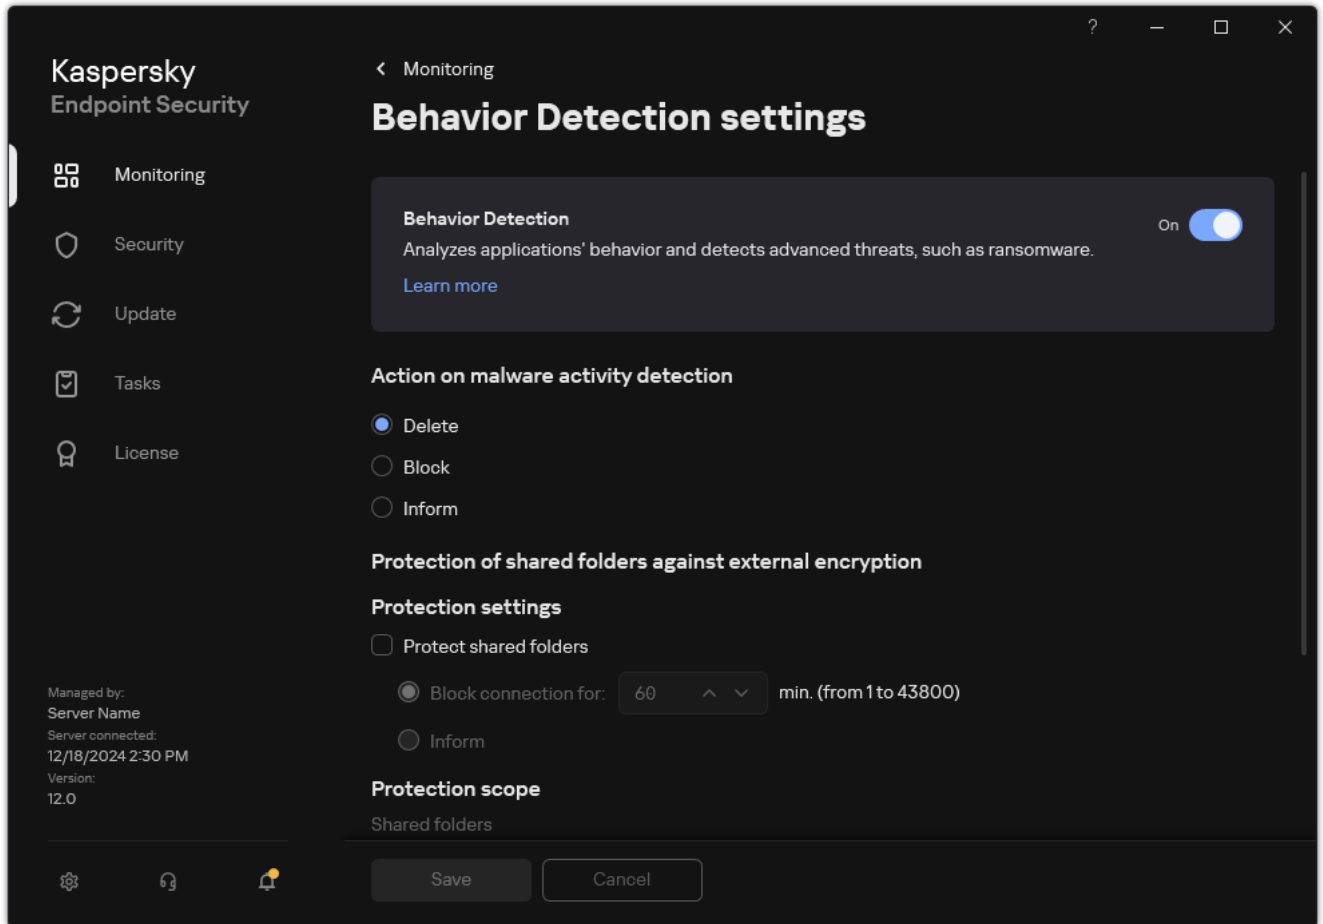 ?
Kaspersky
Endpoint Security
Monitoring
Security
Update
Tasks
License
Managed by:
Server Name
Server connected:
12/18/2024 2:30 PM
Version:
12.0
Monitoring
Behavior Detection settings
Behavior Detection
On
Analyzes applications' behavior and detects advanced threats, such as ransomware.
Learn more
Action on malware activity detection
Delete
Block
Inform
Protection of shared folders against external encryption
Protection settings
Protect shared folders
Block connection for: 60 min. (from 1 to 43800)
Inform
Protection scope
Shared folders
Save Cancel